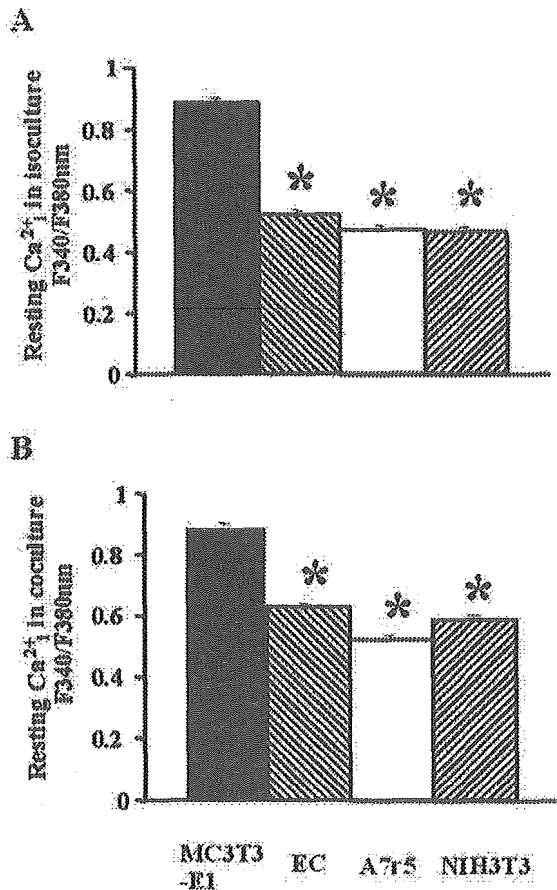 A
Resting Ca2+i in isoculture
F340/F380nm
1
0.8
0.6
0.4
0.2
0
* * *
B
Resting Ca2+i in coculture
F340/F380nm
1
0.8
0.6
0.4
0.2
0
* * *
MC3T3 EC A7r5 NIH3T3
-E1